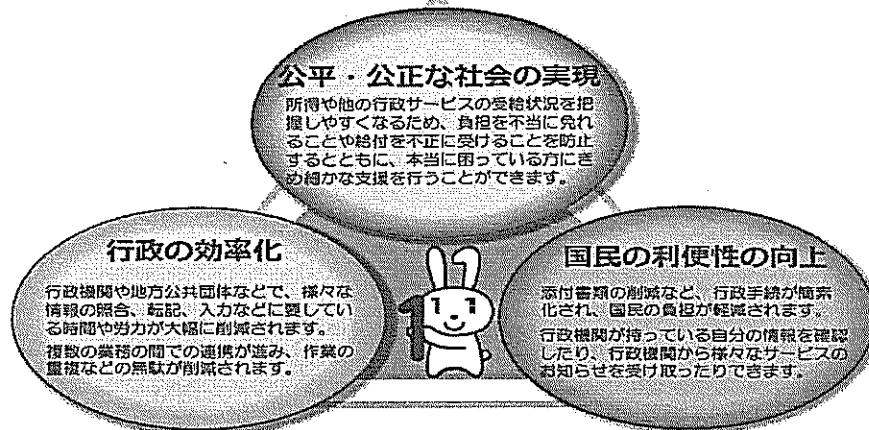 公平・公正な社会の実現
所得や他の行政サービスの受給状況を把
握しやすくなるため、負担を不当に免れ
ることや給付を不正に受けることを防止
するとともに、本当に困っている方にき
め細かな支援を行うことができます。
行政の効率化
行政機関や地方公共団体などで、様々な
情報の照合、転記、入力などに要してい
る時間や労力が大幅に削減されます。
複数の業務の間での連携が進み、作業の
重複などの無駄が削減されます。
国民の利便性の向上
添付書類の削減など、行政手続が簡素
化され、国民の負担が軽減されます。
行政機関が持っている自分の情報を確認
したり、行政機関から様々なサービスの
お知らせを受け取ったりできます。